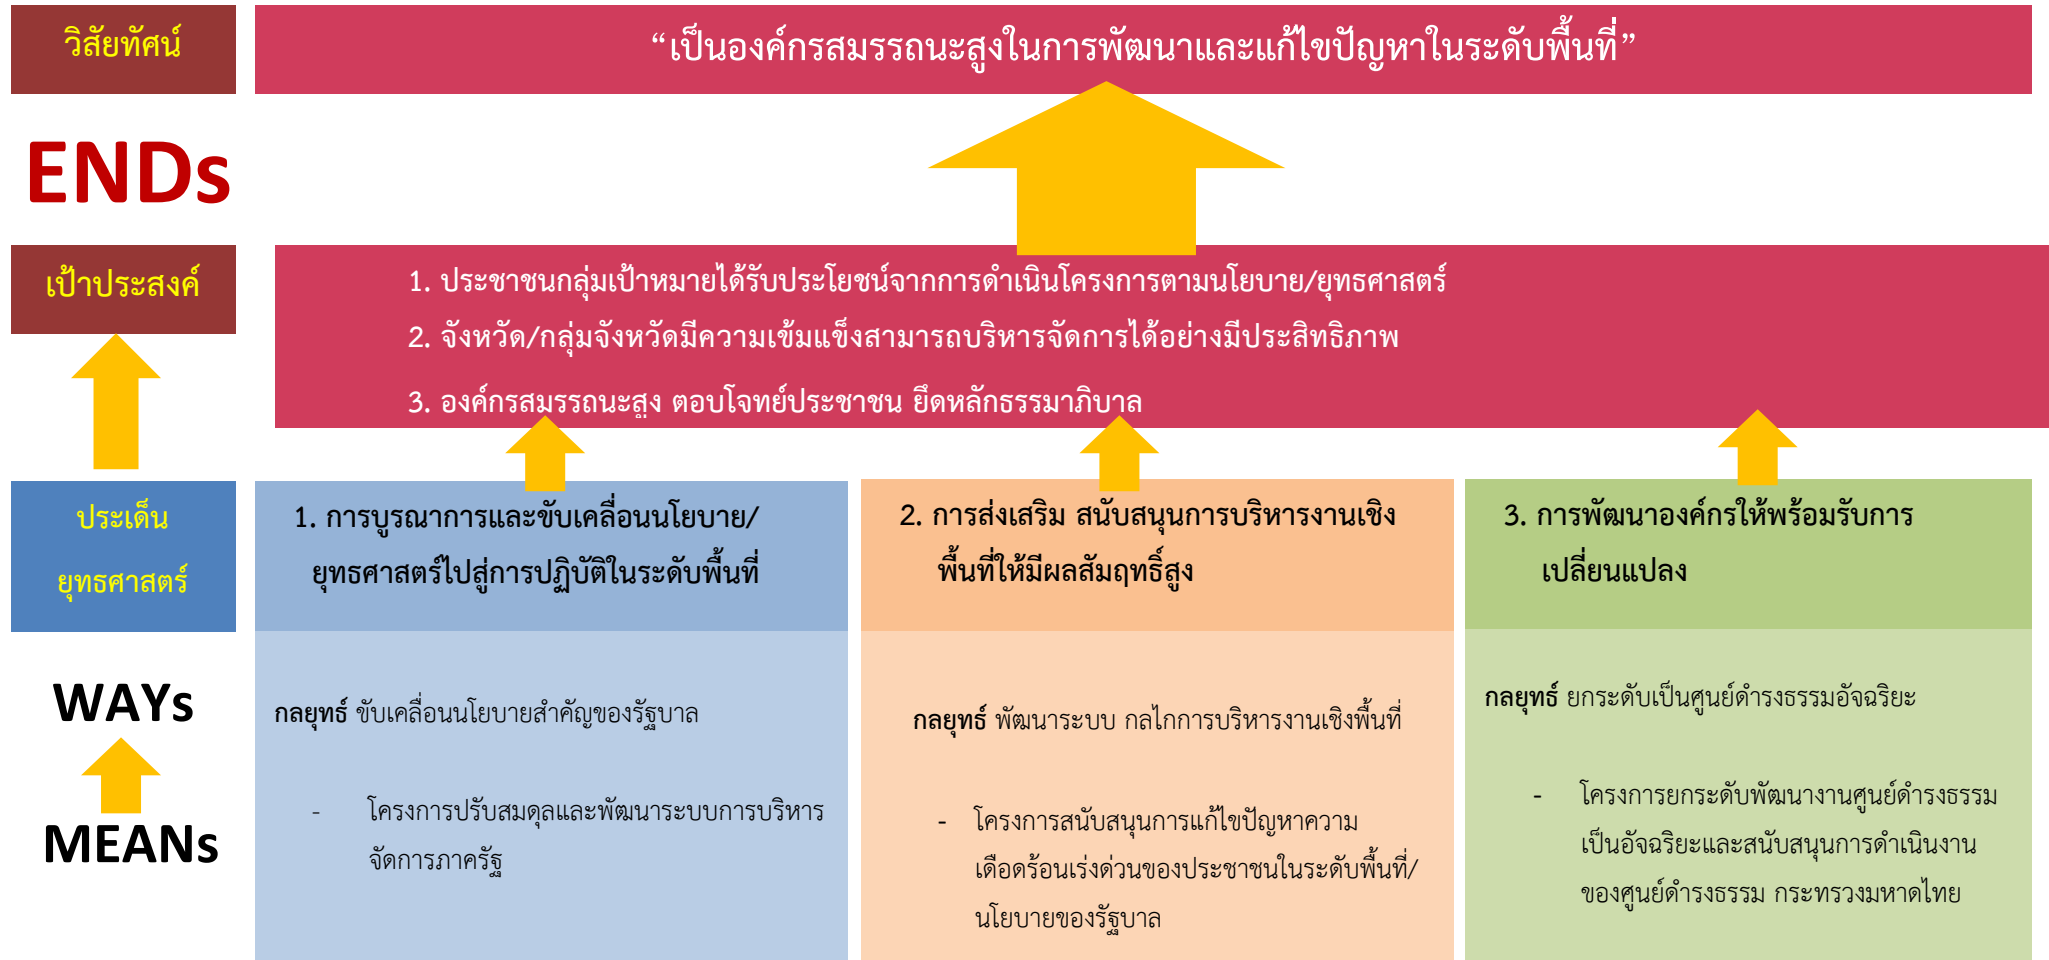 วิสัยทัศน์
“เป็นองค์กรสมรรถนะสูงในการพัฒนาและแก้ไขปัญหาในระดับพื้นที่”
ENDs
เป้าประสงค์
1. ประชาชนกลุ่มเป้าหมายได้รับประโยชน์จากการดำเนินโครงการตามนโยบาย/ยุทธศาสตร์
2. จังหวัด/กลุ่มจังหวัดมีความเข้มแข็งสามารถบริหารจัดการได้อย่างมีประสิทธิภาพ
3. องค์กรสมรรถนะสูง ตอบโจทย์ประชาชน ยึดหลักธรรมาภิบาล
ประเด็น
ยุทธศาสตร์
1. การบูรณาการและขับเคลื่อนนโยบาย/
ยุทธศาสตร์ไปสู่การปฏิบัติในระดับพื้นที่
2. การส่งเสริม สนับสนุนการบริหารงานเชิง
พื้นที่ให้มีผลสัมฤทธิ์สูง
3. การพัฒนาองค์กรให้พร้อมรับการ
เปลี่ยนแปลง
WAYs
MEANs
กลยุทธ์ ขับเคลื่อนนโยบายสำคัญของรัฐบาล
- โครงการปรับสมดุลและพัฒนาระบบการบริหาร
จัดการภาครัฐ
กลยุทธ์ พัฒนาระบบ กลไกการบริหารงานเชิงพื้นที่
- โครงการสนับสนุนการแก้ไขปัญหาความ
เดือดร้อนเร่งด่วนของประชาชนในระดับพื้นที่/
นโยบายของรัฐบาล
กลยุทธ์ ยกระดับเป็นศูนย์ดำรงธรรมอัจฉริยะ
- โครงการยกระดับพัฒนางานศูนย์ดำรงธรรม
เป็นอัจฉริยะและสนับสนุนการดำเนินงาน
ของศูนย์ดำรงธรรม กระทรวงมหาดไทย